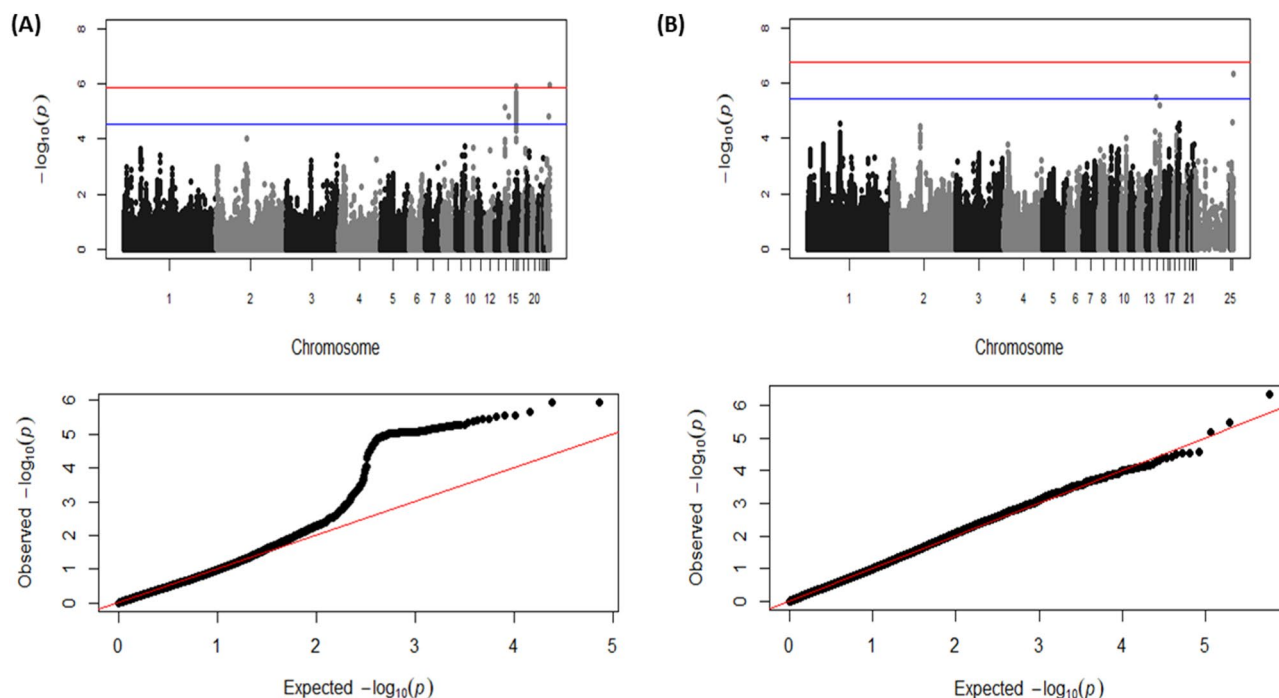 (A)
8
6
4
2
0
−log10(p)
1 2 3 4 5 6 7 8 10 12 15 20
Chromosome
6
5
4
3
2
1
0
Observed −log10(p)
0 1 2 3 4 5
Expected −log10(p)
(B)
8
6
4
2
0
−log10(p)
1 2 3 4 5 6 7 8 10 13 17 21 25
Chromosome
6
5
4
3
2
1
0
Observed −log10(p)
0 1 2 3 4 5
Expected −log10(p)